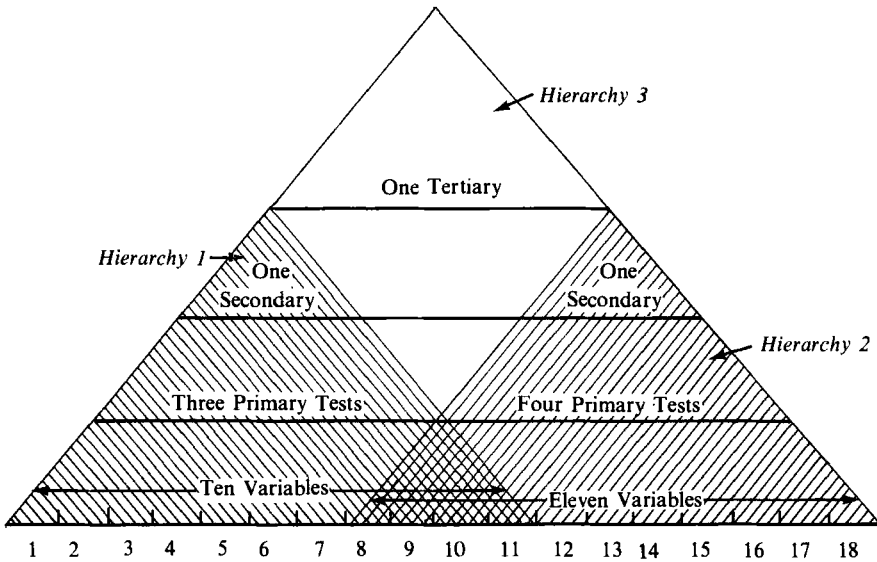 Hierarchy 3
One Tertiary
Hierarchy 1
One
Secondary
One
Secondary
Hierarchy 2
Three Primary Tests
Four Primary Tests
Ten Variables
Eleven Variables
1 2 3 4 5 6 7 8 9 10 11 12 13 14 15 16 17 18